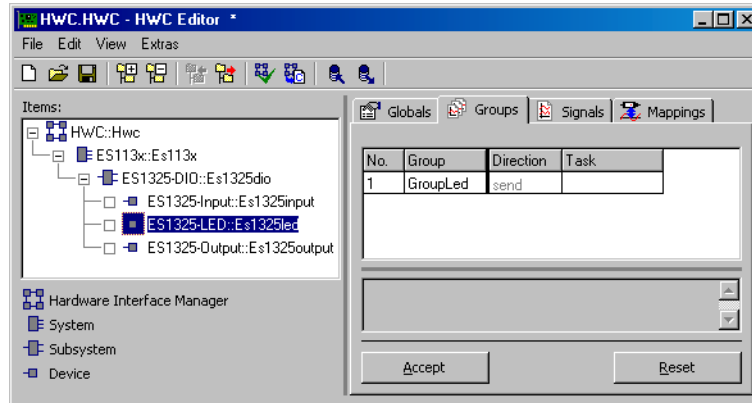 HWC.HWC - HWC Editor *
File Edit View Extras
Items:
HWC::Hwc
ES113x::Es113x
ES1325-DIO::Es1325dio
ES1325-Input::Es1325input
ES1325-LED::Es1325led
ES1325-Output::Es1325output
Hardware Interface Manager
System
Subsystem
Device
Globals Groups Signals Mappings
No. Group Direction Task
1 GroupLed send
Accept Reset